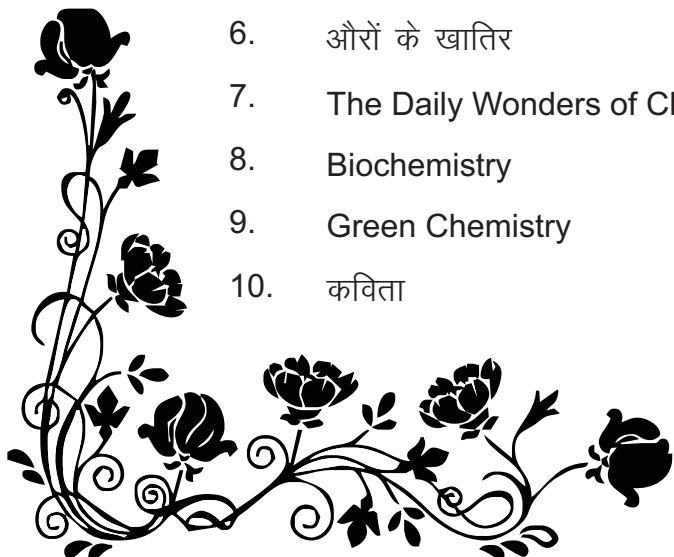 6. औरों के खातिर
7. The Daily Wonders of
8. Biochemistry
9. Green Chemistry
10. कविता